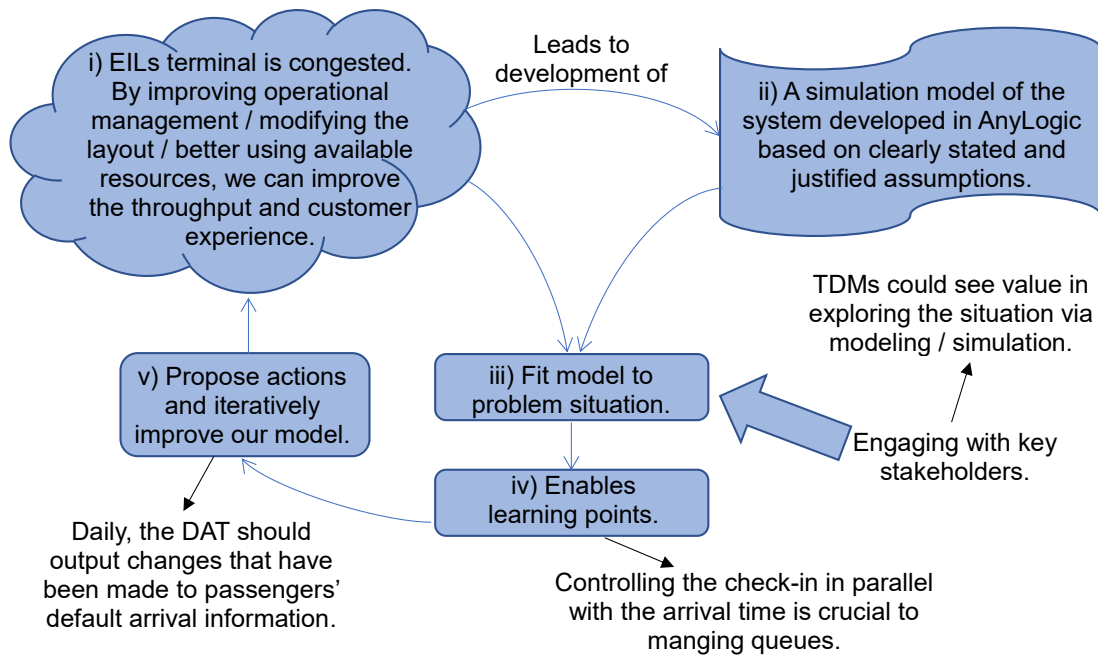 i) EILs terminal is congested.
By improving operational
management / modifying the
layout / better using available
resources, we can improve
the throughput and customer
experience.
Leads to
development of
ii) A simulation model of the
system developed in AnyLogic
based on clearly stated and
justified assumptions.
TDMs could see value in
exploring the situation via
modeling / simulation.
v) Propose actions
and iteratively
improve our model.
iii) Fit model to
problem situation.
Engaging with key
stakeholders.
iv) Enables
learning points.
Daily, the DAT should
output changes that have
been made to passengers’
default arrival information.
Controlling the check-in in parallel
with the arrival time is crucial to
manging queues.